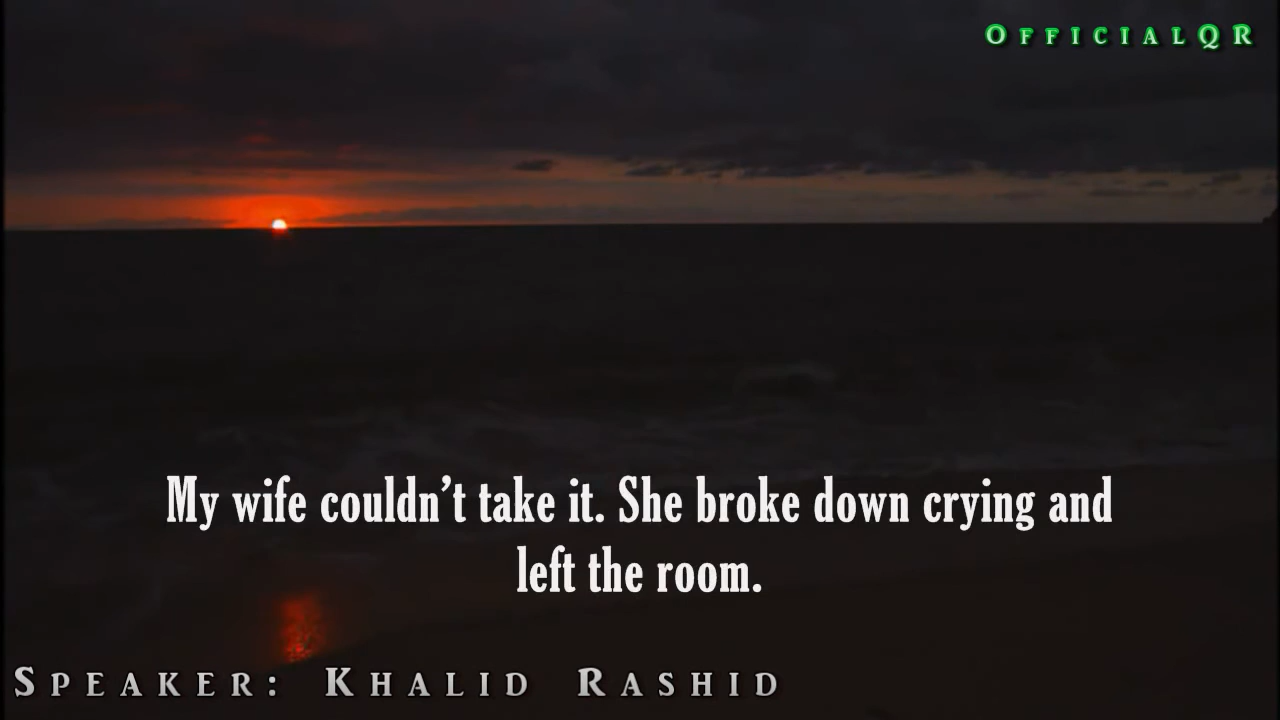 OfficialQR
My wife couldn’t take it. She broke down crying and
left the room.
Speaker: Khalid Rashid